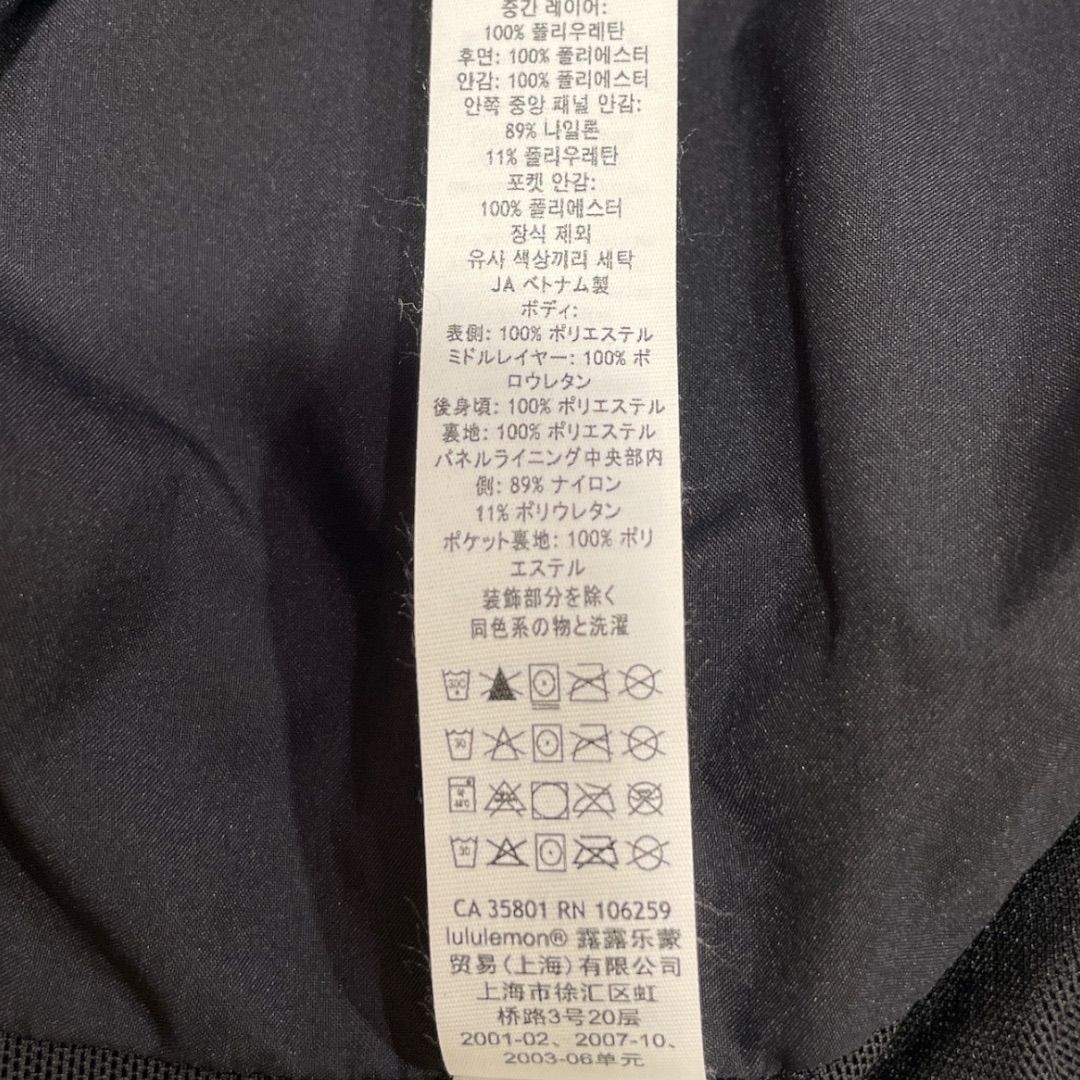 중간 레이어:
100% 폴리우레탄
후면: 100% 폴리에스터
안감: 100% 폴리에스터
안쪽 중앙 패널 안감:
89% 나일론
11% 폴리우레탄
포켓 안감:
100% 폴리에스터
장식 제외
유사 색상끼리 세탁
JA ベトナム製
ボディ:
表側: 100% ポリエステル
ミドルレイヤー: 100% ポ
ロウレタン
後身頃: 100% ポリエステル
裏地: 100% ポリエステル
パネルライニング中央部内
側: 89% ナイロン
11% ポリウレタン
ポケット裏地: 100% ポリ
エステル
装飾部分を除く
同色系の物と洗濯
30C
30
30
CA 35801 RN 106259
lululemon® 露露乐蒙
贸易(上海)有限公司
上海市徐汇区虹
桥路3号20层
2001-02、2007-10、
2003-06单元